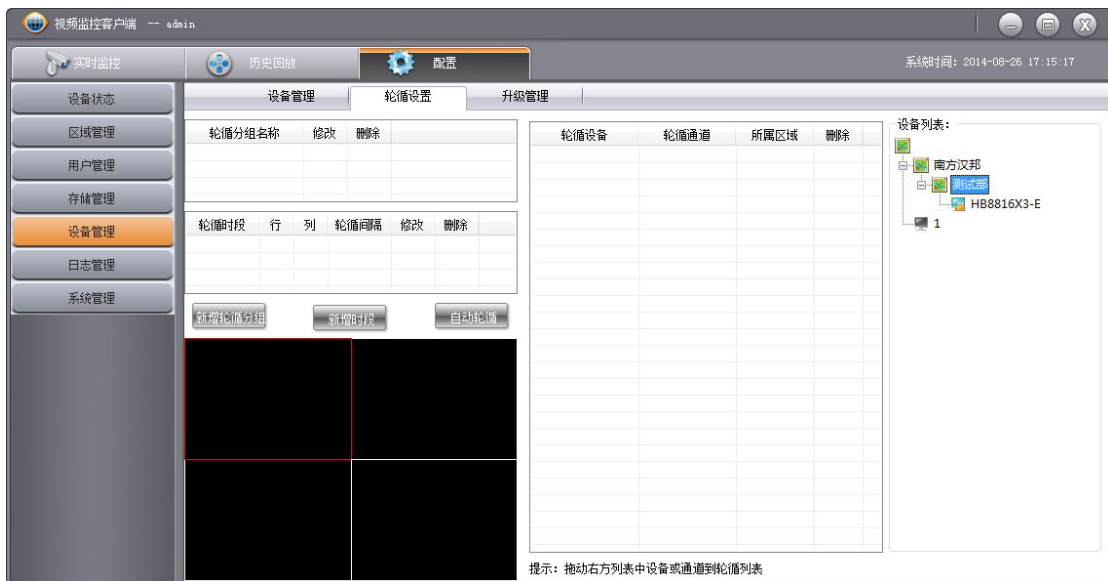 视频监控客户端 -- admin
实时监控 历史回放 配置 系统时间：2014-08-26 17:15:17
设备状态
区域管理
用户管理
存储管理
设备管理
日志管理
系统管理
设备管理 轮循设置 升级管理
轮循分组名称 修改 删除
轮循时段 行 列 轮循间隔 修改 删除
新增轮循分组 新增时段 自动轮循
轮循设备 轮循通道 所属区域 删除
提示：拖动右方列表中设备或通道到轮循列表
设备列表：
南方汉邦
测试部
HB8816X3-E
1